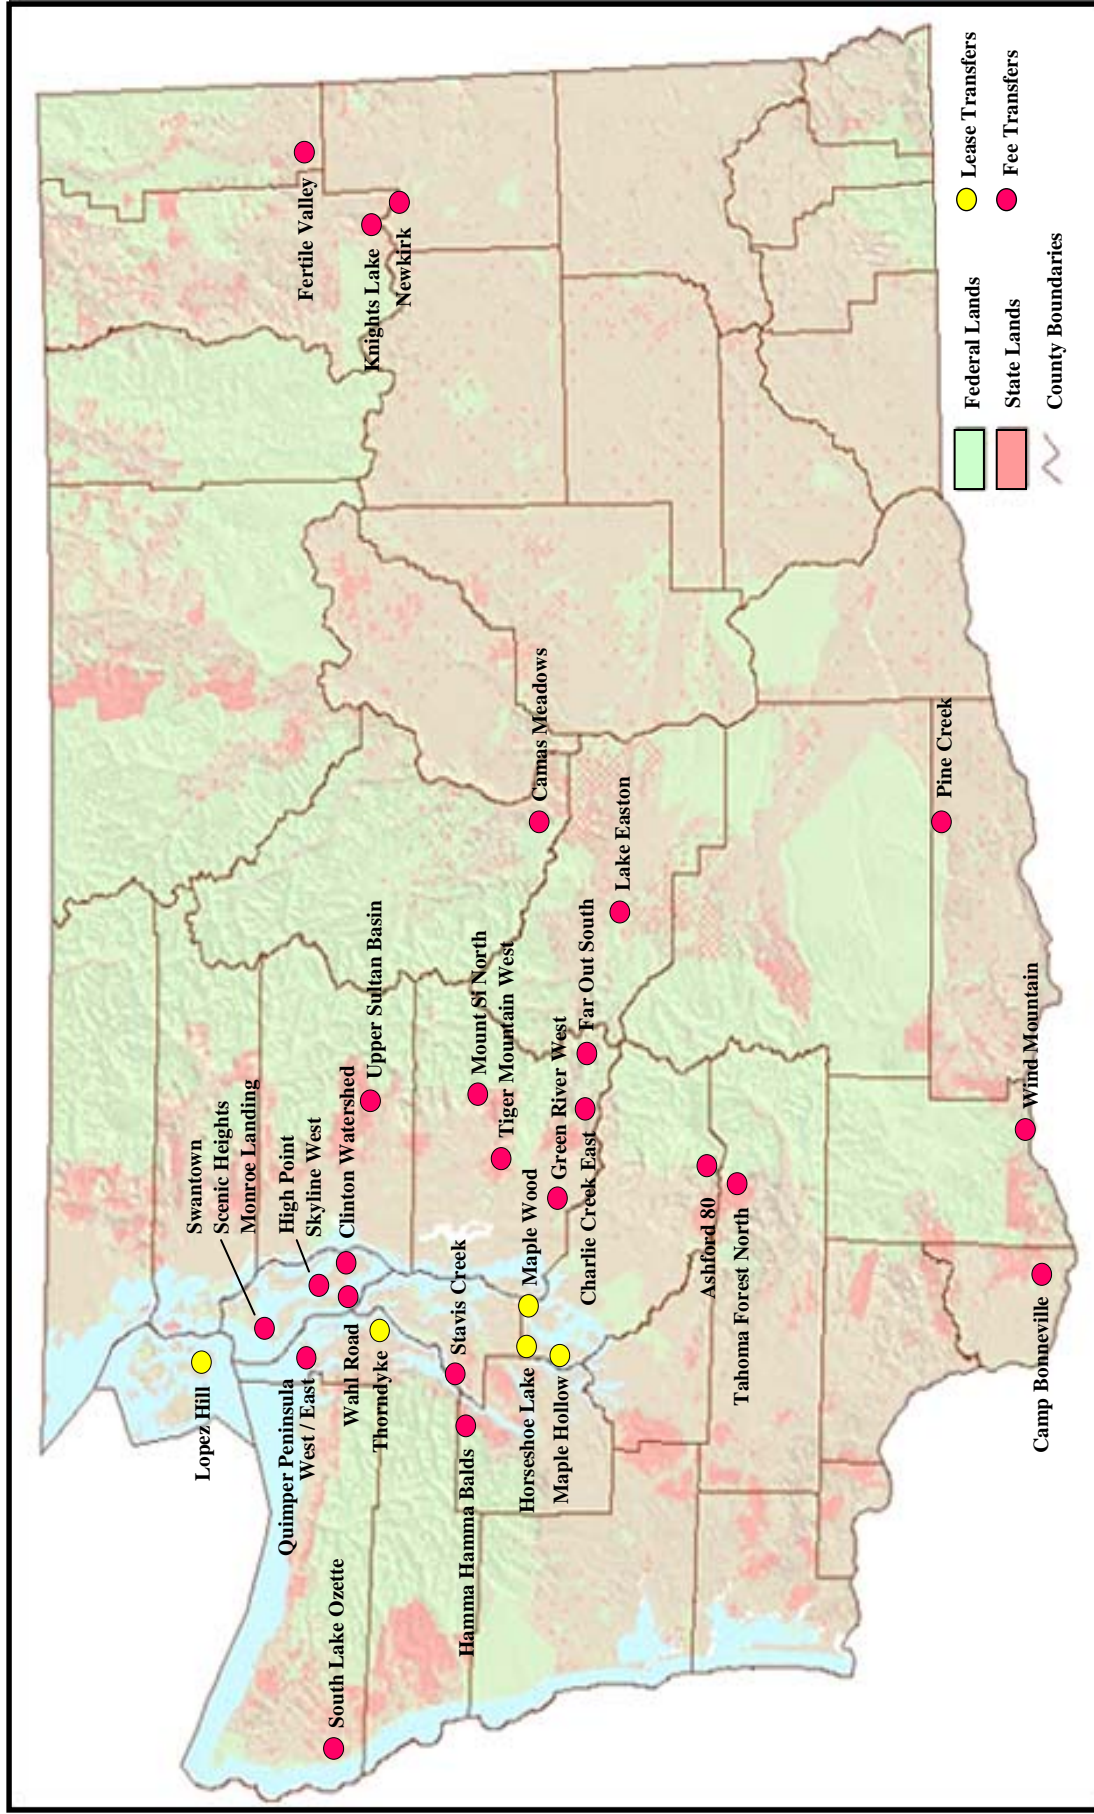 Lopez Hill
Swantown
Scenic Heights
Monroe Landing
High Point
Skyline West
Clinton Watershed
Upper Sultan Basin
Quimper Peninsula
West / East
Wahl Road
Thorndyke
South Lake Ozette
Stavis Creek
Hamma Hamma Balds
Mount Si North
Tiger Mountain West
Maple Wood
Horseshoe Lake
Maple Hollow
Green River West
Charlie Creek East
Far Out South
Lake Easton
Camas Meadows
Fertile Valley
Knights Lake
Newkirk
Ashford 80
Tahoma Forest North
Pine Creek
Wind Mountain
Camp Bonneville
Federal Lands
State Lands
County Boundaries
Lease Transfers
Fee Transfers